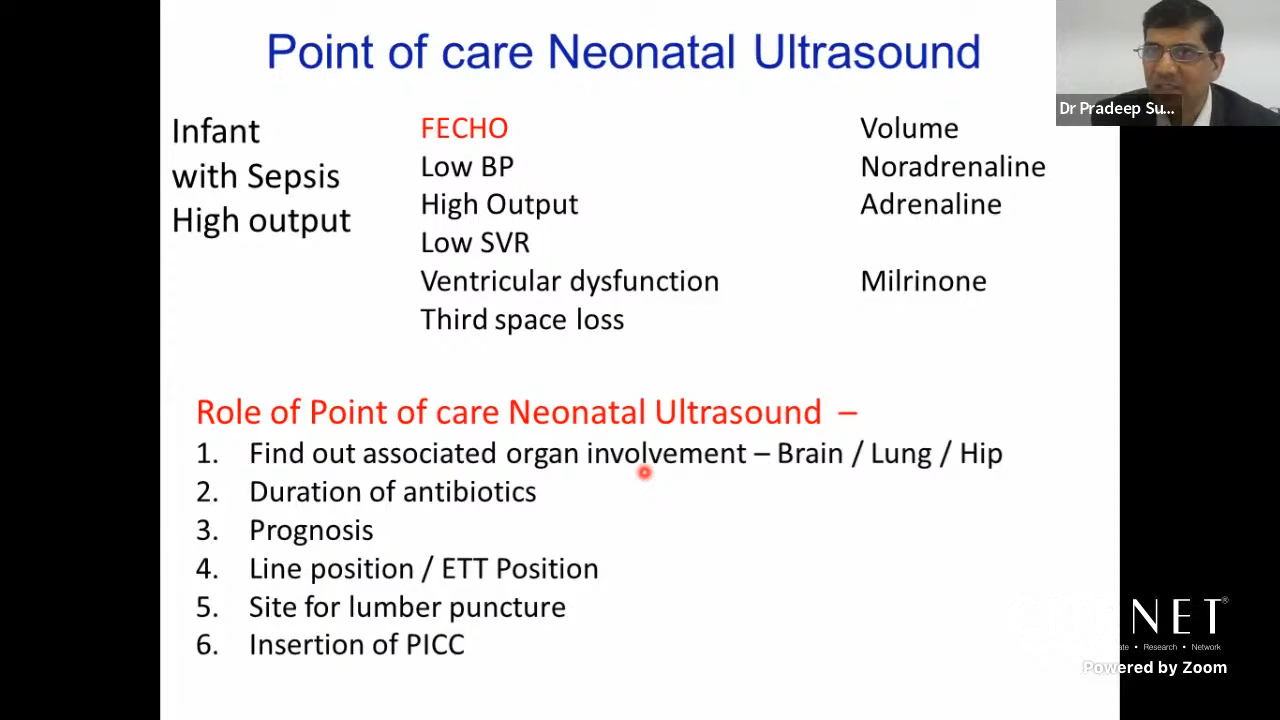 Point of care Neonatal Ultrasound
Dr Pradeep Su...
Infant
with Sepsis
High output
FECHO
Low BP
High Output
Low SVR
Ventricular dysfunction
Third space loss
Volume
Noradrenaline
Adrenaline
Milrinone
Role of Point of care Neonatal Ultrasound –
1. Find out associated organ involvement – Brain / Lung / Hip
2. Duration of antibiotics
3. Prognosis
4. Line position / ETT Position
5. Site for lumber puncture
6. Insertion of PICC
NET®
• Research • Network
Powered by Zoom